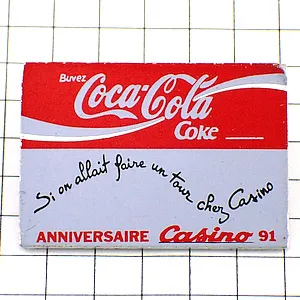 Buvez
Coca-Cola
Coke
Si on allait faire un tour chez Casino
ANNIVERSAIRE Casino 91